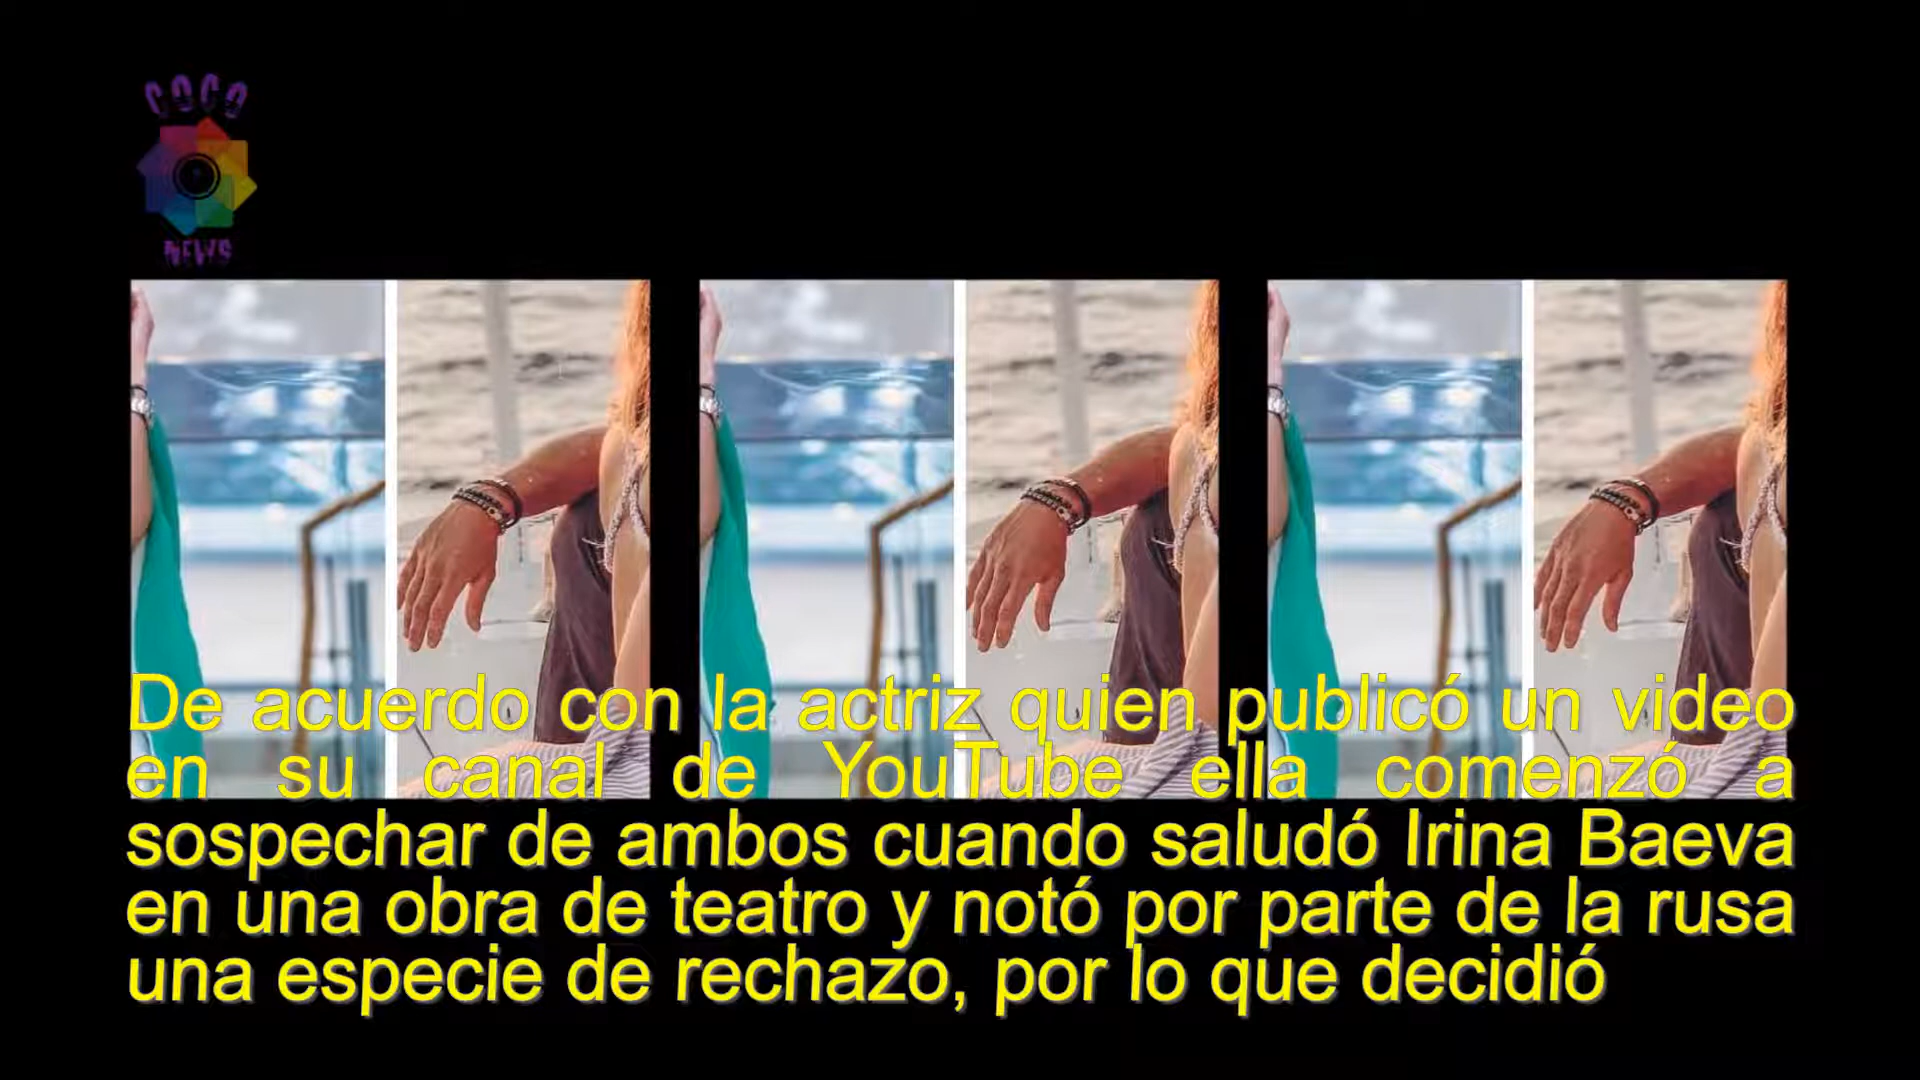 COCO
NEWS
De acuerdo con la actriz quien publicó un video
en su canal de YouTube ella comenzó a
sospechar de ambos cuando saludó Irina Baeva
en una obra de teatro y notó por parte de la rusa
una especie de rechazo, por lo que decidió